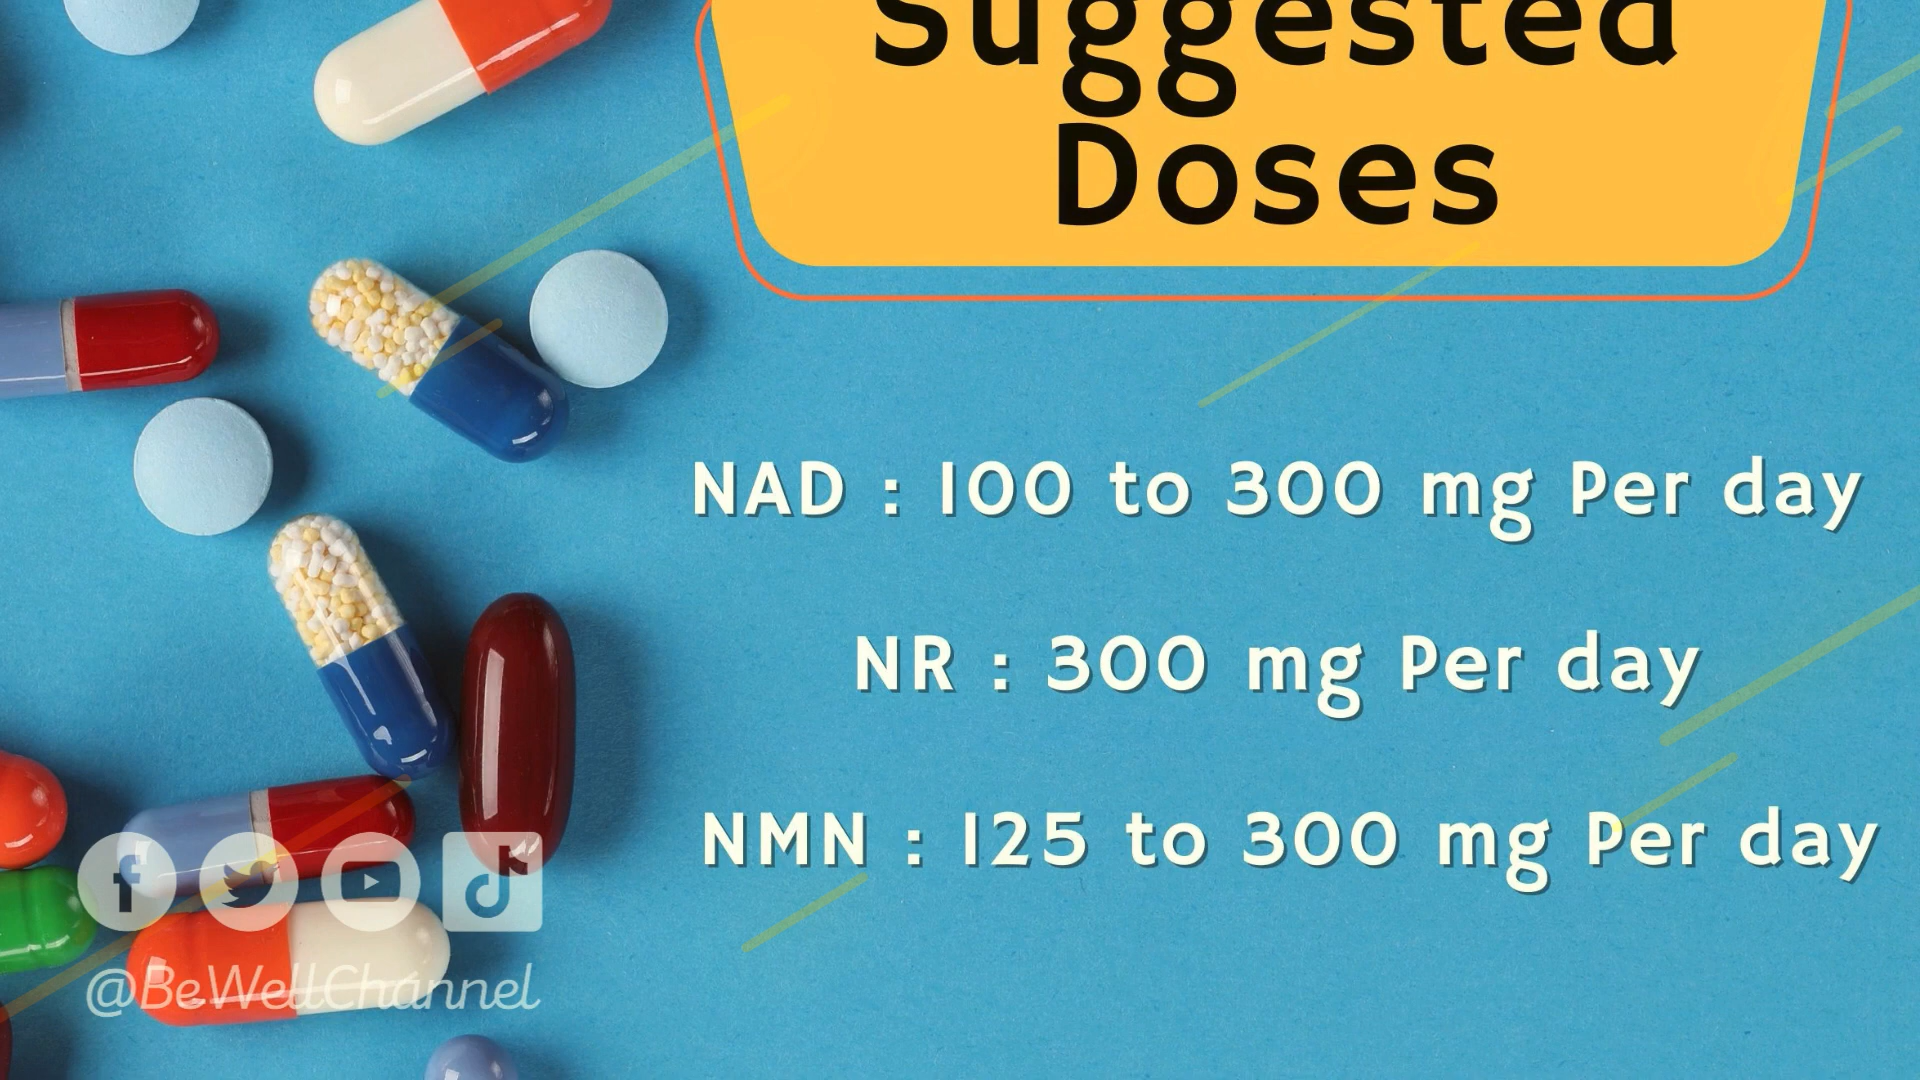 Suggested
Doses
NAD : 100 to 300 mg Per day
NR : 300 mg Per day
NMN : 125 to 300 mg Per day
@BeWellChannel